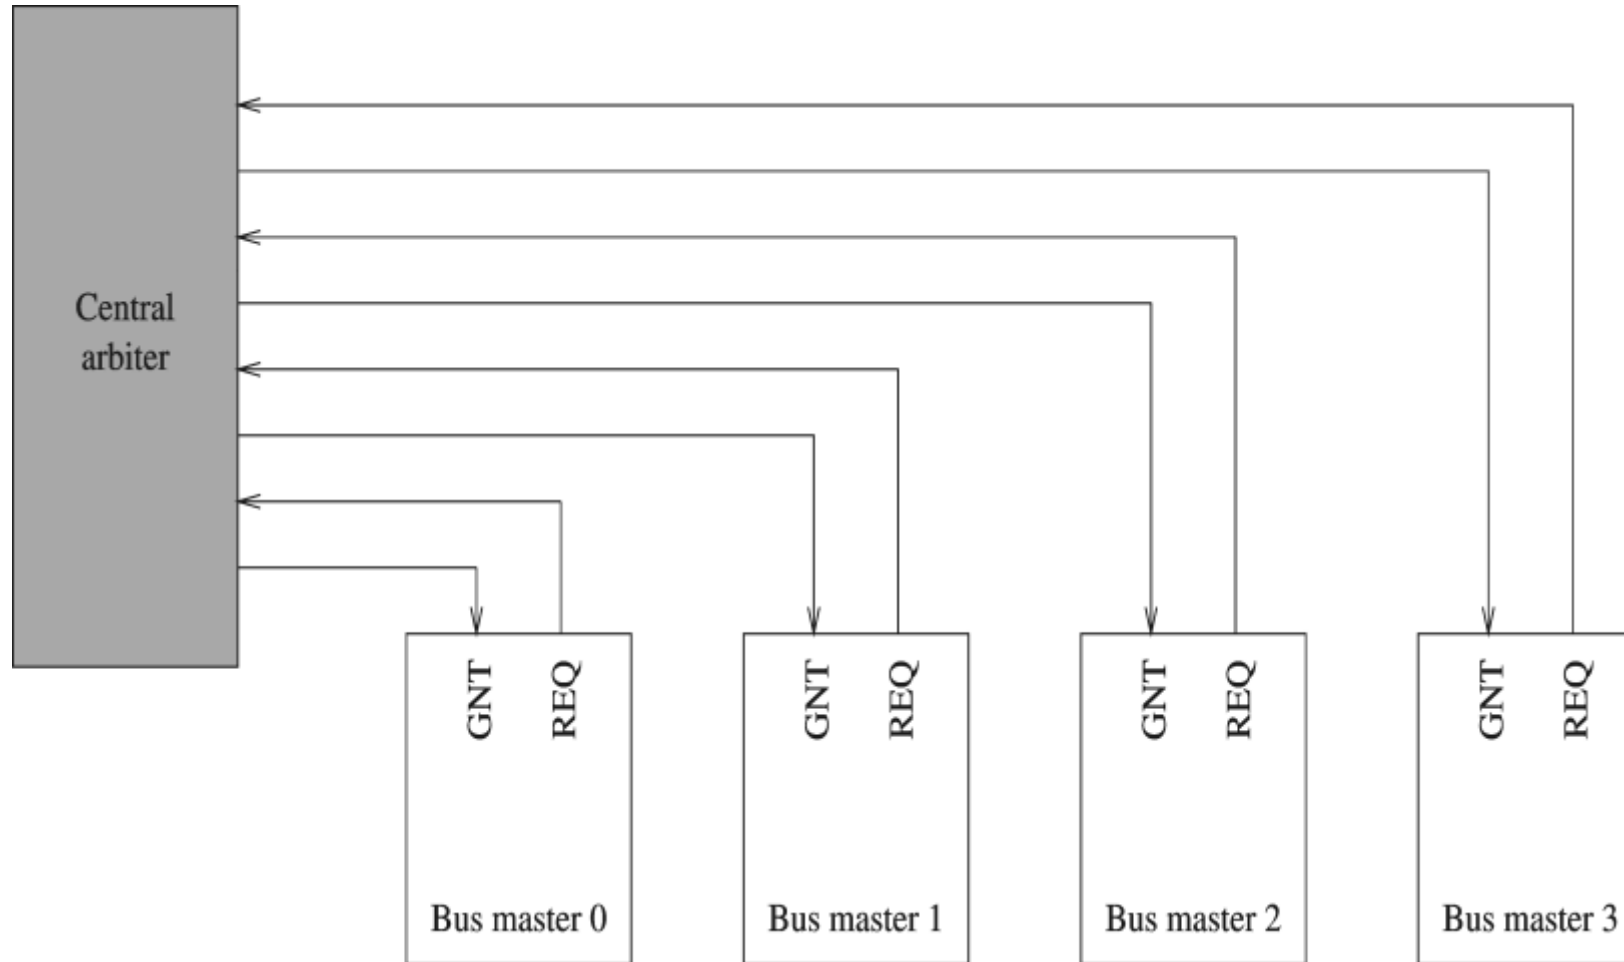 Central
arbiter
GNT
REQ
GNT
REQ
GNT
REQ
GNT
REQ
Bus master 0
Bus master 1
Bus master 2
Bus master 3